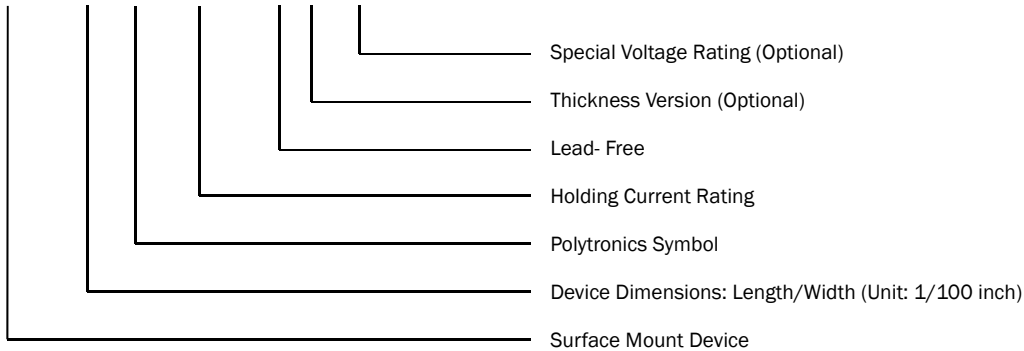 Special Voltage Rating (Optional)
Thickness Version (Optional)
Lead- Free
Holding Current Rating
Polytronics Symbol
Device Dimensions: Length/Width (Unit: 1/100 inch)
Surface Mount Device